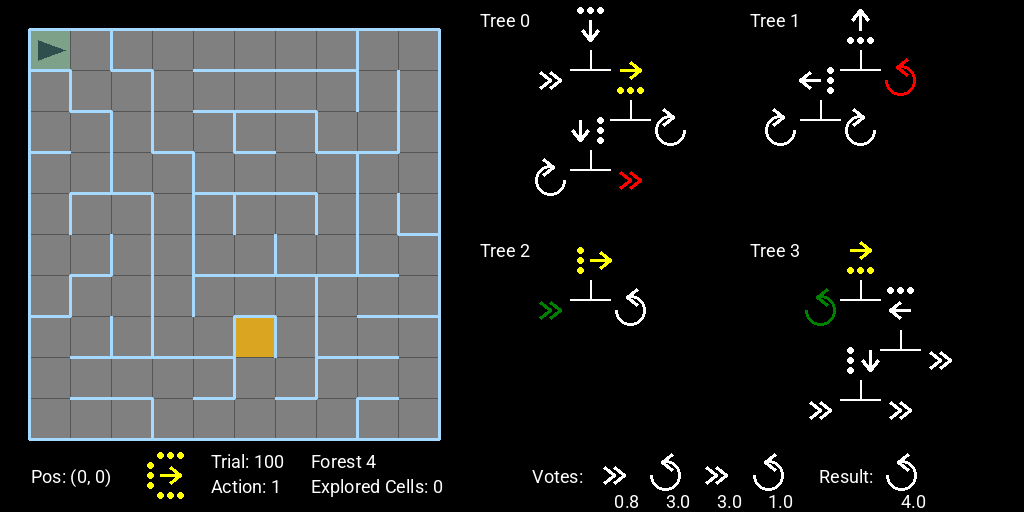 Tree 0
Tree 1
Tree 2
Tree 3
Pos: (0, 0)
Trial: 100
Forest 4
Action: 1
Explored Cells: 0
Votes:
0.8
3.0
3.0
1.0
Result:
4.0